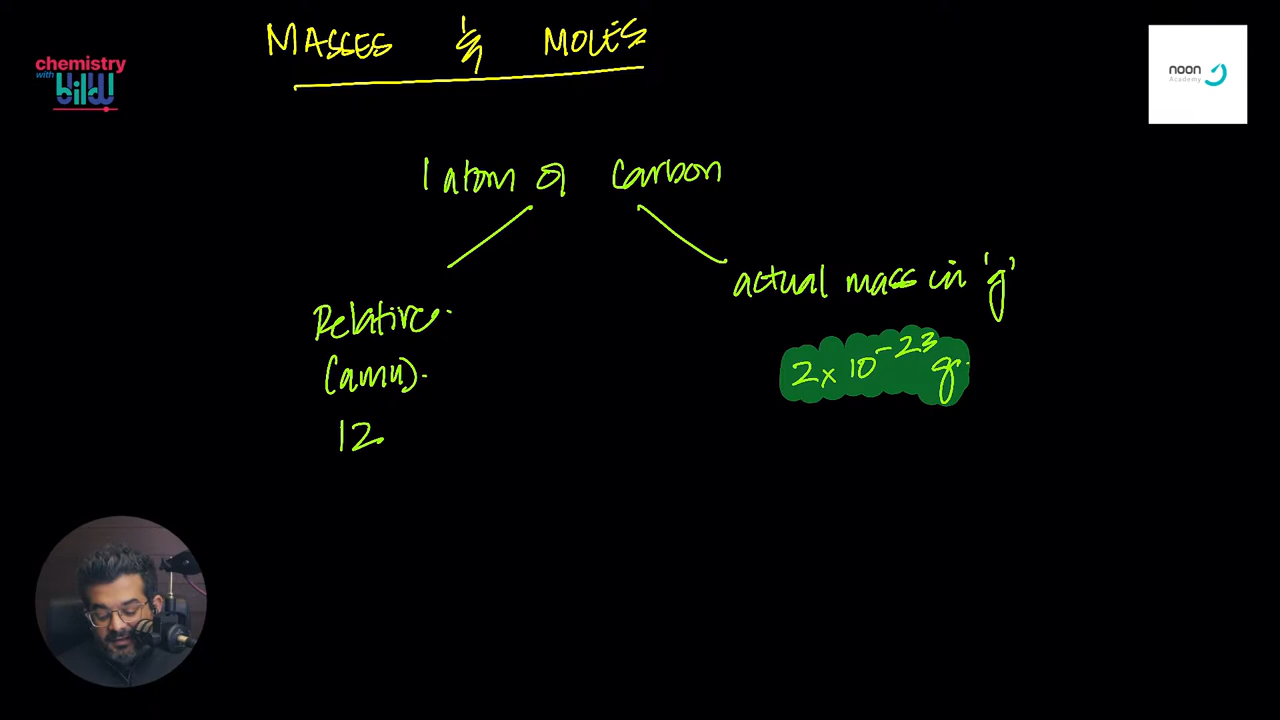 MASSES & MOLES
chemistry
with
bilal
noon
Academy
1 atom of carbon
actual mass in 'g'
Relative.
(amu).
2 x 10⁻²³ g.
12